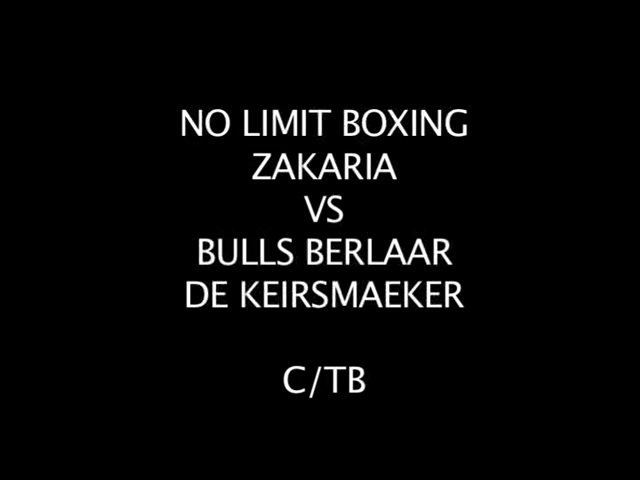 NO LIMIT BOXING
ZAKARIA
VS
BULLS BERLAAR
DE KEIRSMAEKER
C/TB